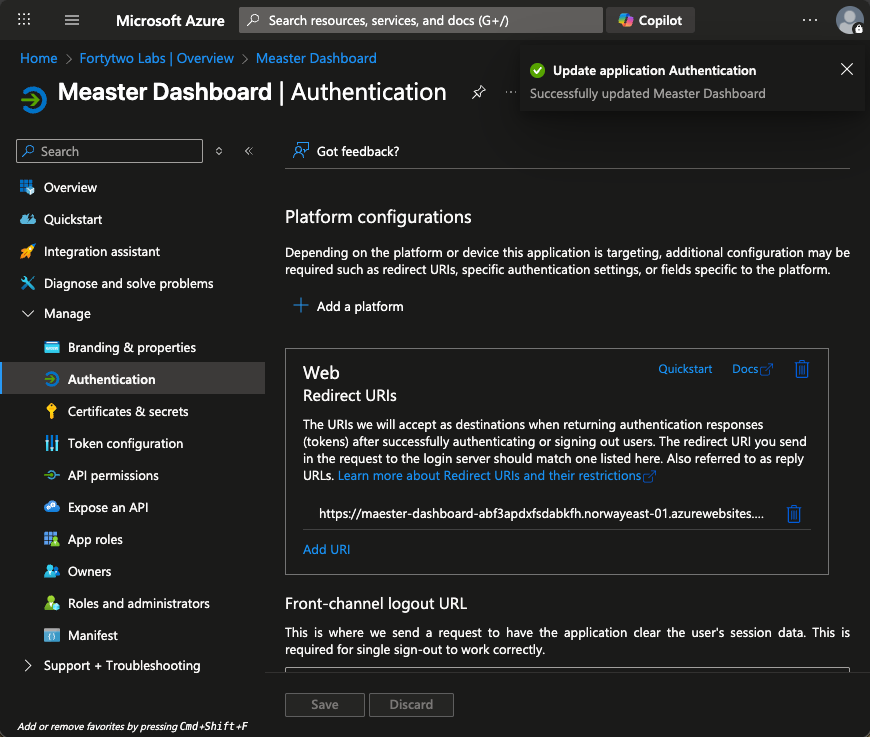 Microsoft Azure
Search resources, services, and docs (G+/)
Copilot
Home > Fortytwo Labs | Overview > Measter Dashboard
Measter Dashboard | Authentication
Update application Authentication
Successfully updated Measter Dashboard
Search
Overview
Quickstart
Integration assistant
Diagnose and solve problems
Manage
Branding & properties
Authentication
Certificates & secrets
Token configuration
API permissions
Expose an API
App roles
Owners
Roles and administrators
Manifest
Support + Troubleshooting
Add or remove favorites by pressing Cmd+Shift+F
Got feedback?
Platform configurations
Depending on the platform or device this application is targeting, additional configuration may be
required such as redirect URIs, specific authentication settings, or fields specific to the platform.
Add a platform
Web
Quickstart
Docs
Redirect URIs
The URIs we will accept as destinations when returning authentication responses
(tokens) after successfully authenticating or signing out users. The redirect URI you send
in the request to the login server should match one listed here. Also referred to as reply
URLs. Learn more about Redirect URIs and their restrictions
https://maester-dashboard-abf3apdxfsdabkfh.norwayeast-01.azurewebsites....
Add URI
Front-channel logout URL
This is where we send a request to have the application clear the user's session data. This is
required for single sign-out to work correctly.
Save
Discard